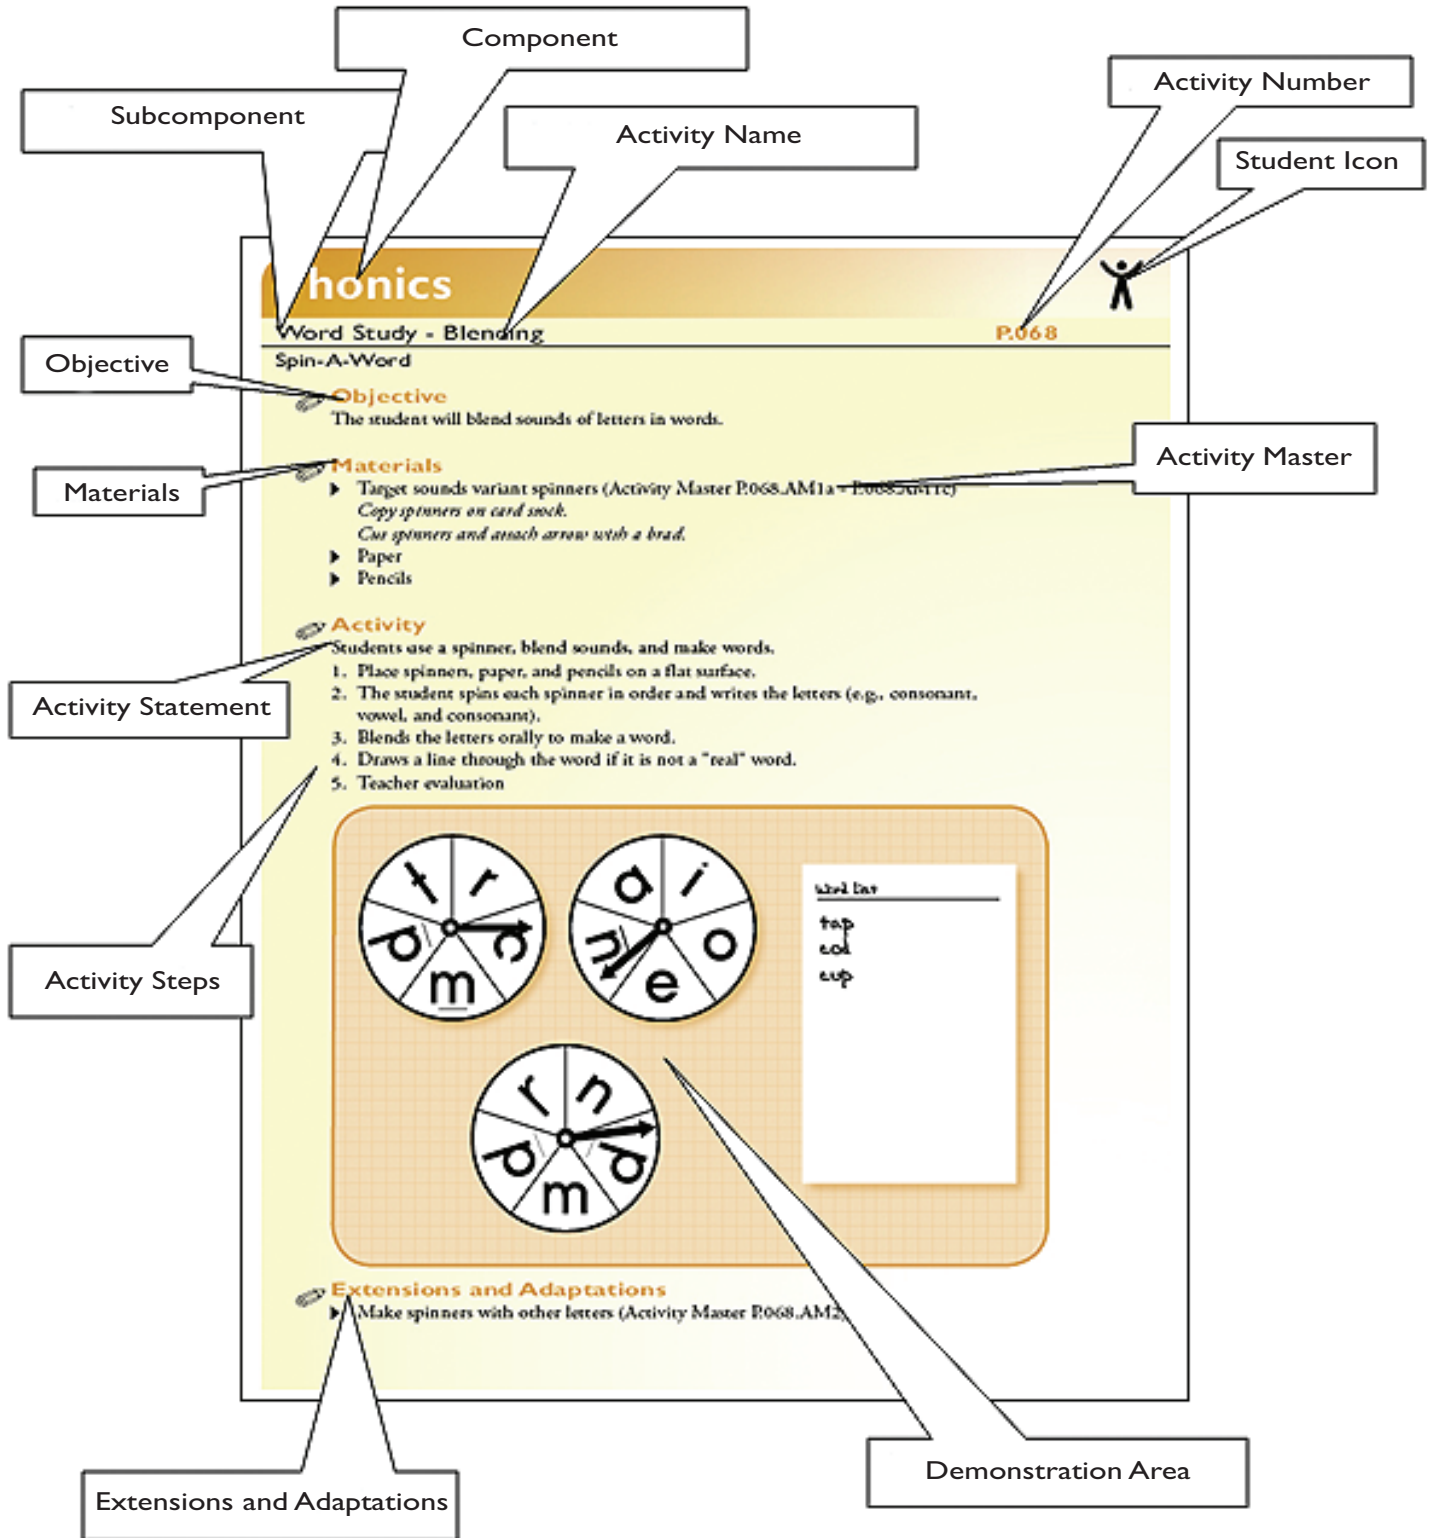 Component
Activity Number
Subcomponent
Activity Name
Student Icon
honics
Word Study - Blending
P.068
Spin-A-Word
Objective
Objective
The student will blend sounds of letters in words.
Materials
Activity Master
Materials
Target sounds variant spinners (Activity Master P.068.AM1a - P.068.AM1c)
Copy spinners on card stock.
Cut spinners and attach arrow with a brad.
Paper
Pencils
Activity
Students use a spinner, blend sounds, and make words.
1. Place spinners, paper, and pencils on a flat surface.
Activity Statement
2. The student spins each spinner in order and writes the letters (e.g., consonant,
vowel, and consonant).
3. Blends the letters orally to make a word.
4. Draws a line through the word if it is not a "real" word.
5. Teacher evaluation
Activity Steps
t r c m p
a i o e u
word list
tap
cup
r n d m p
Extensions and Adaptations
Make spinners with other letters (Activity Master P.068.AM2)
Demonstration Area
Extensions and Adaptations